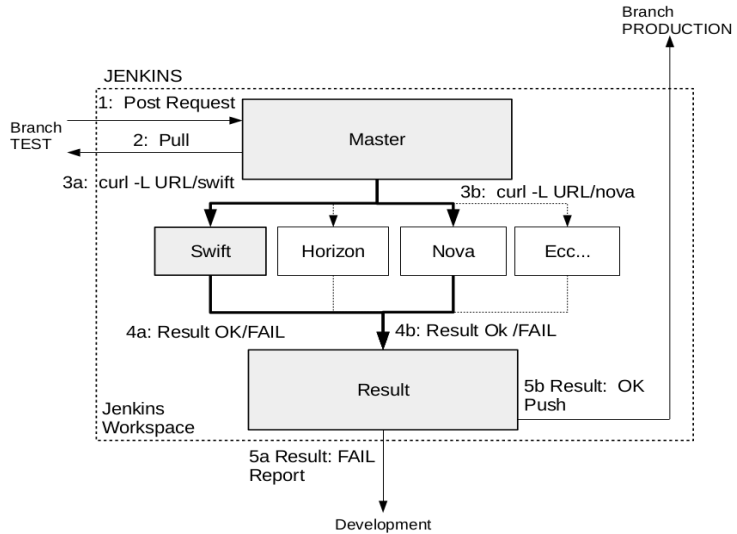 Branch
PRODUCTION
JENKINS
1:  Post Request
Branch
TEST
2:  Pull
Master
3a:  curl -L URL/swift
3b:  curl -L URL/nova
Swift
Horizon
Nova
Ecc...
4a: Result OK/FAIL
4b: Result Ok /FAIL
Result
5b Result:  OK
Push
Jenkins
Workspace
5a Result: FAIL
Report
Development